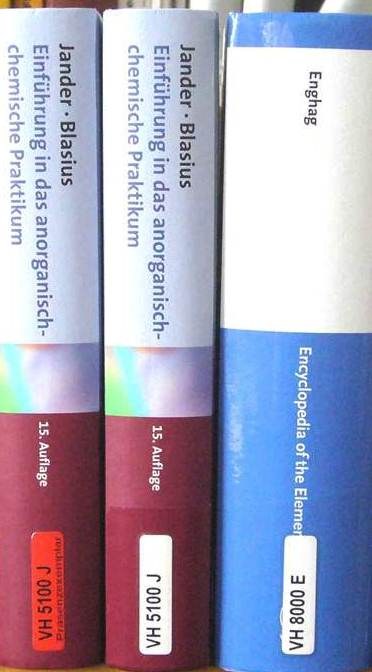 Jander · Blasius
Einführung in das anorganisch-
chemische Praktikum
15. Auflage
Präsenzexemplar
VH 5100 J
Jander · Blasius
Einführung in das anorganisch-
chemische Praktikum
15. Auflage
VH 5100 J
Enghag
Encyclopedia of the Elemen
VH 8000 E